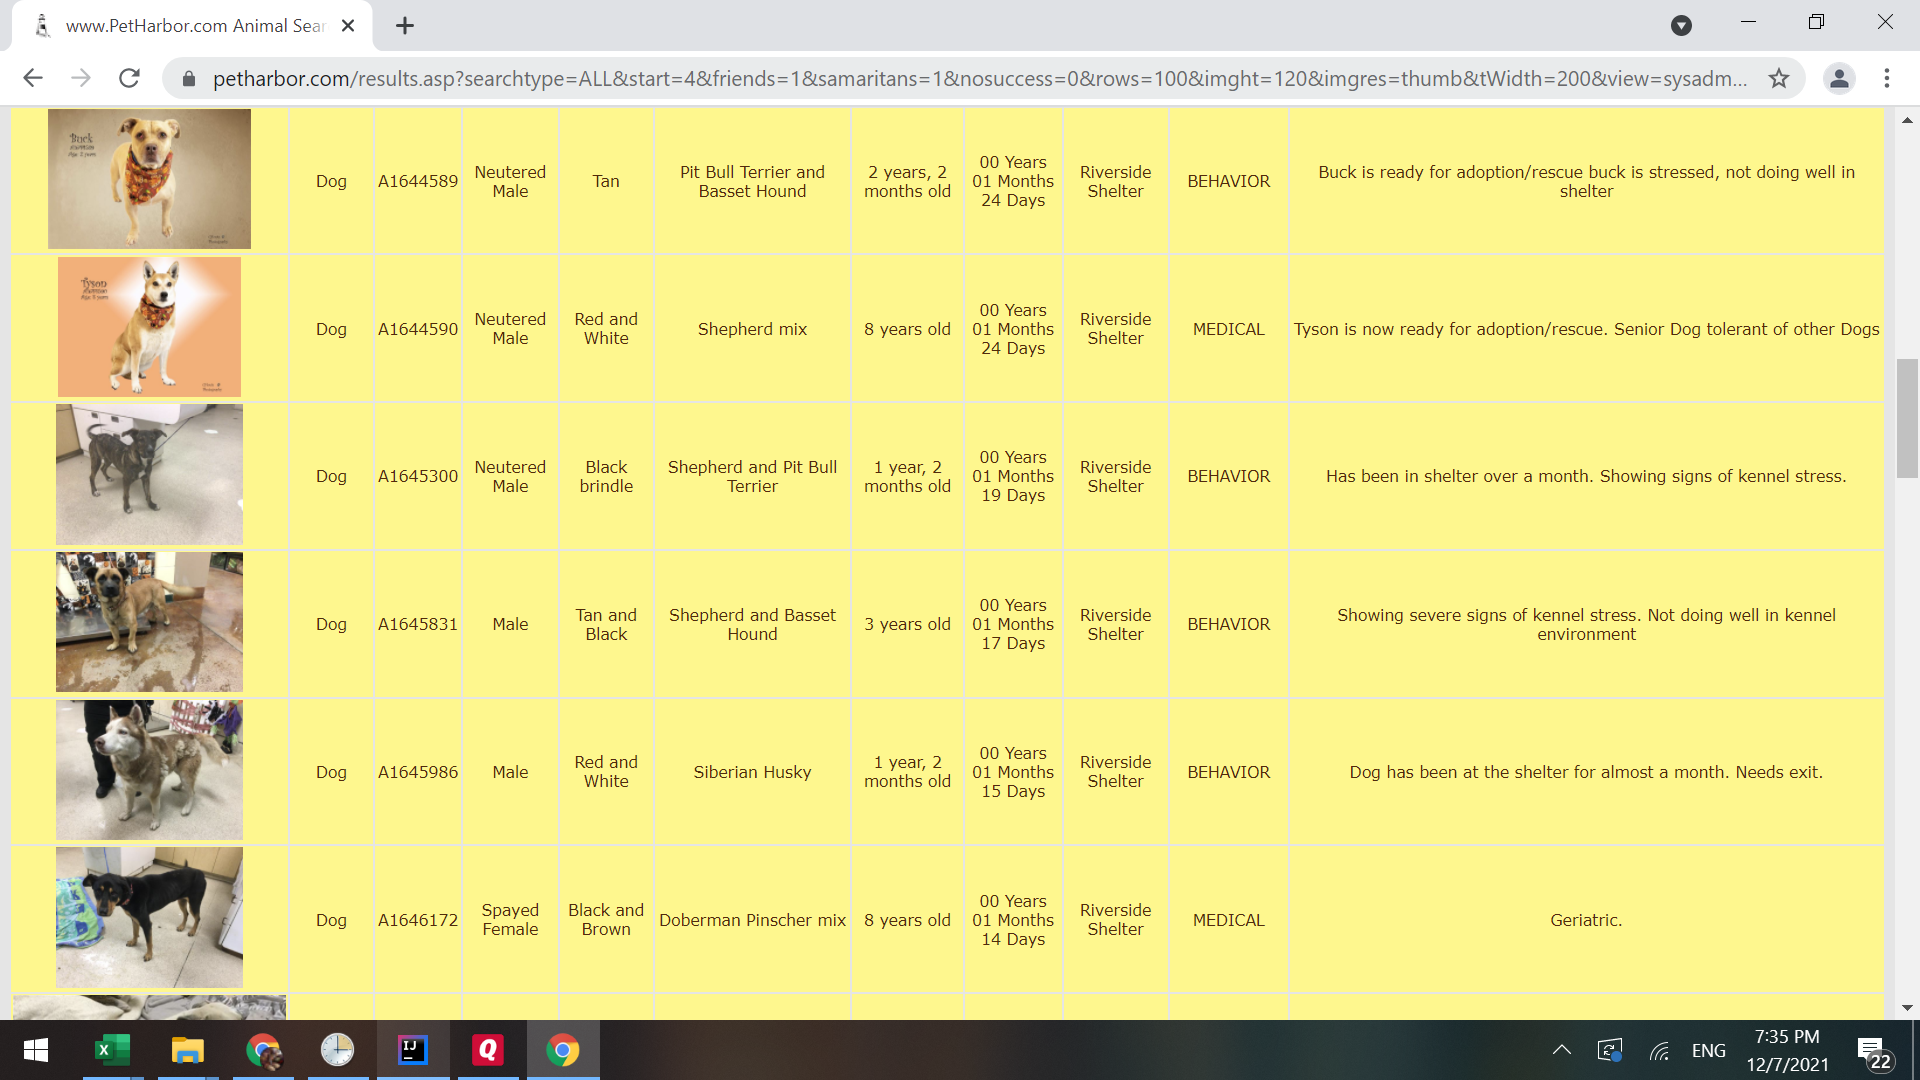 www.PetHarbor.com Animal Sear
petharbor.com/results.asp?searchtype=ALL&start=4&friends=1&samaritans=1&nosuccess=0&rows=100&imght=120&imgres=thumb&tWidth=200&view=sysadm...
Buck
Dog
A1644589
Neutered
Male
Tan
Pit Bull Terrier and
Basset Hound
2 years, 2
months old
00 Years
01 Months
24 Days
Riverside
Shelter
BEHAVIOR
Buck is ready for adoption/rescue buck is stressed, not doing well in
shelter
Tyson
Dog
A1644590
Neutered
Male
Red and
White
Shepherd mix
8 years old
00 Years
01 Months
24 Days
Riverside
Shelter
MEDICAL
Tyson is now ready for adoption/rescue. Senior Dog tolerant of other Dogs
Dog
A1645300
Neutered
Male
Black
brindle
Shepherd and Pit Bull
Terrier
1 year, 2
months old
00 Years
01 Months
19 Days
Riverside
Shelter
BEHAVIOR
Has been in shelter over a month. Showing signs of kennel stress.
Dog
A1645831
Male
Tan and
Black
Shepherd and Basset
Hound
3 years old
00 Years
01 Months
17 Days
Riverside
Shelter
BEHAVIOR
Showing severe signs of kennel stress. Not doing well in kennel
environment
Dog
A1645986
Male
Red and
White
Siberian Husky
1 year, 2
months old
00 Years
01 Months
15 Days
Riverside
Shelter
BEHAVIOR
Dog has been at the shelter for almost a month. Needs exit.
Dog
A1646172
Spayed
Female
Black and
Brown
Doberman Pinscher mix
8 years old
00 Years
01 Months
14 Days
Riverside
Shelter
MEDICAL
Geriatric.
X
IJ
Q
ENG
7:35 PM
12/7/2021
22